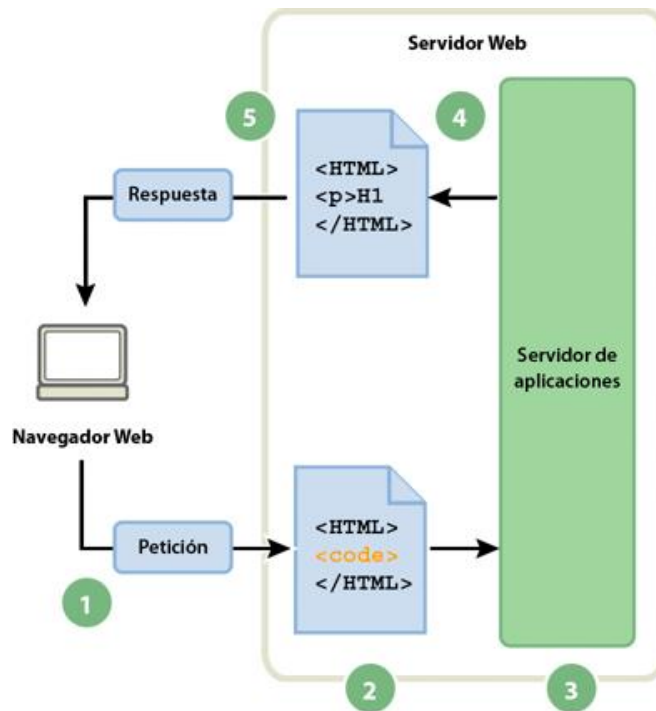 Servidor Web
5
4
<HTML>
<p>H1
</HTML>
Respuesta
Servidor de
aplicaciones
Navegador Web
<HTML>
<code>
</HTML>
Petición
1
2
3